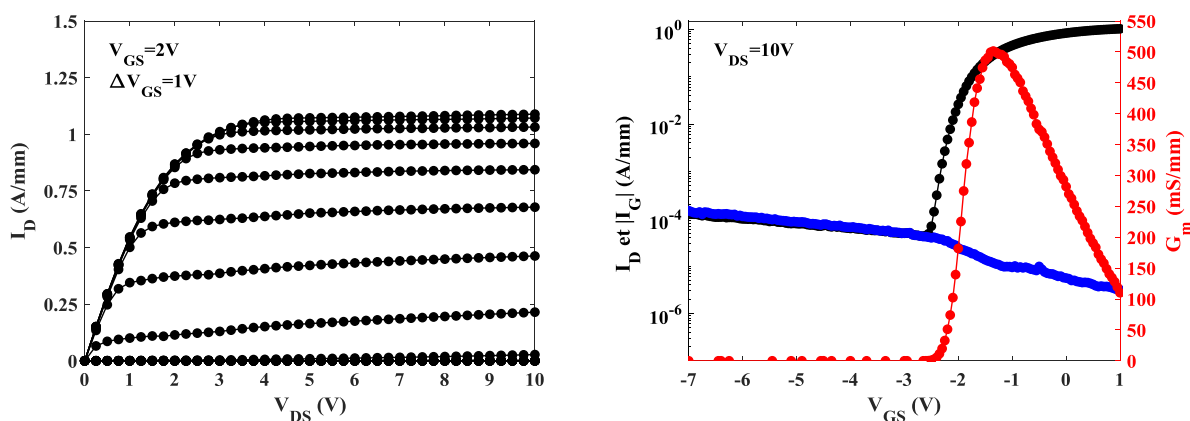 V_GS=2V
ΔV_GS=1V
I_D (A/mm)
1.5
1.25
1
0.75
0.5
0.25
0
0 1 2 3 4 5 6 7 8 9 10
V_DS (V)
V_DS=10V
I_D et |I_G| (A/mm)
10^0
10^-2
10^-4
10^-6
-7 -6 -5 -4 -3 -2 -1 0 1
V_GS (V)
550
500
450
400
350
300
250
200
150
100
50
0
G_m (mS/mm)